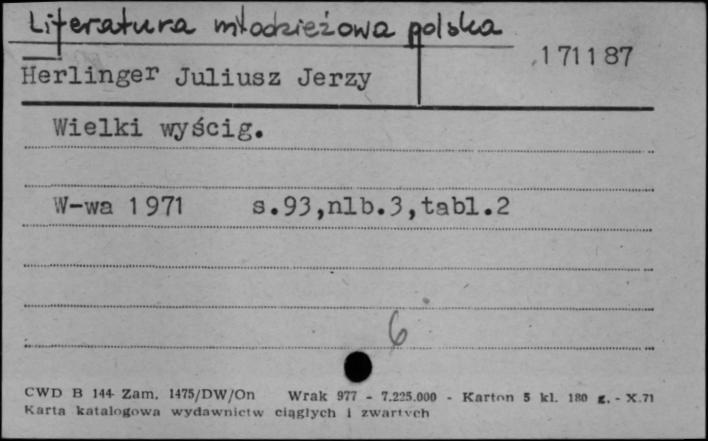 Literatura młodzieżowa polska
171187
Herlinger Juliusz Jerzy
Wielki wyścig.
W-wa 1971 s.93,nlb.3,tabl.2
6
CWD B 144 Zam. 1475/DW/On Wrak 977 - 7.225.000 - Karton 5 kl. 180 g. - X.71
Karta katalogowa wydawnictw ciągłych i zwartych